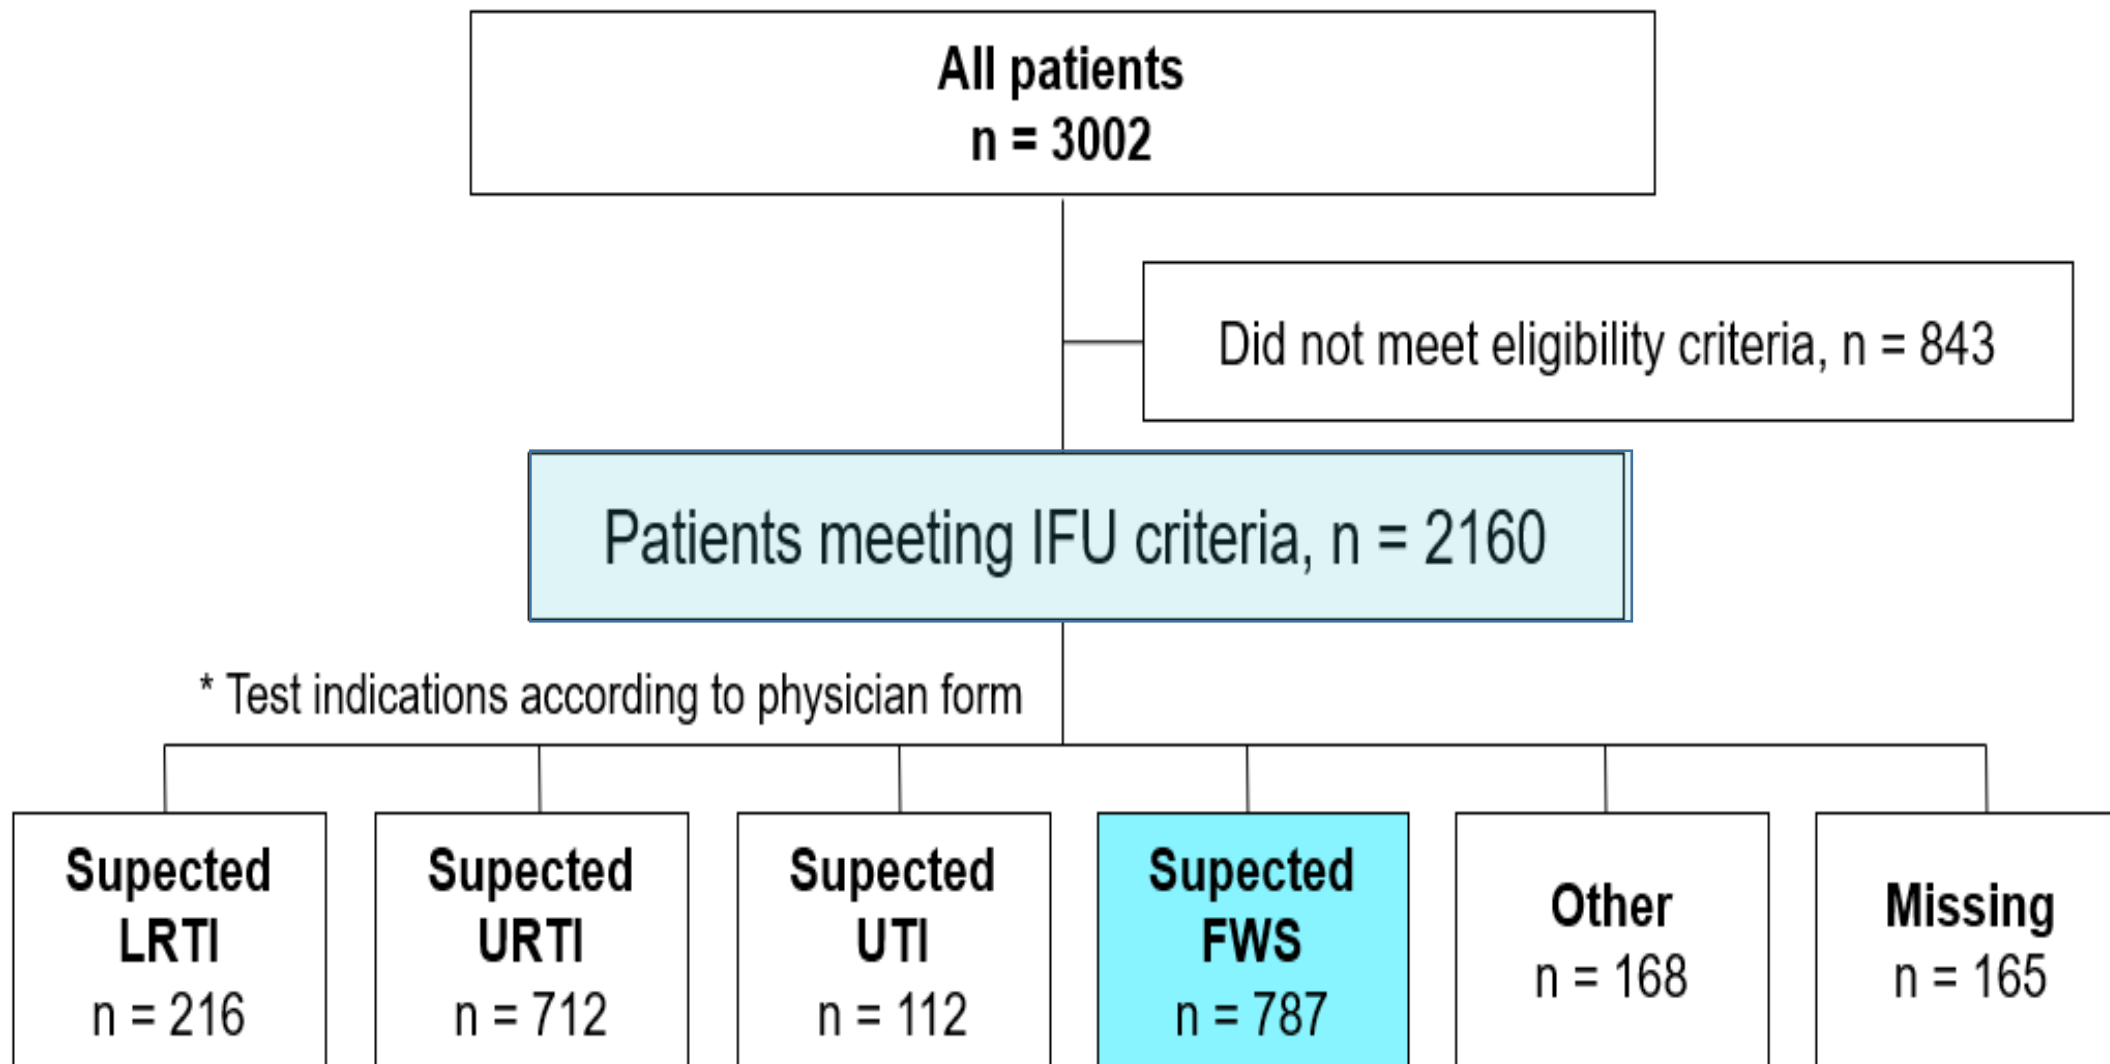 All patients
n = 3002
Did not meet eligibility criteria, n = 843
Patients meeting IFU criteria, n = 2160
* Test indications according to physician form
Supected
LRTI
n = 216
Supected
URTI
n = 712
Supected
UTI
n = 112
Supected
FWS
n = 787
Other
n = 168
Missing
n = 165